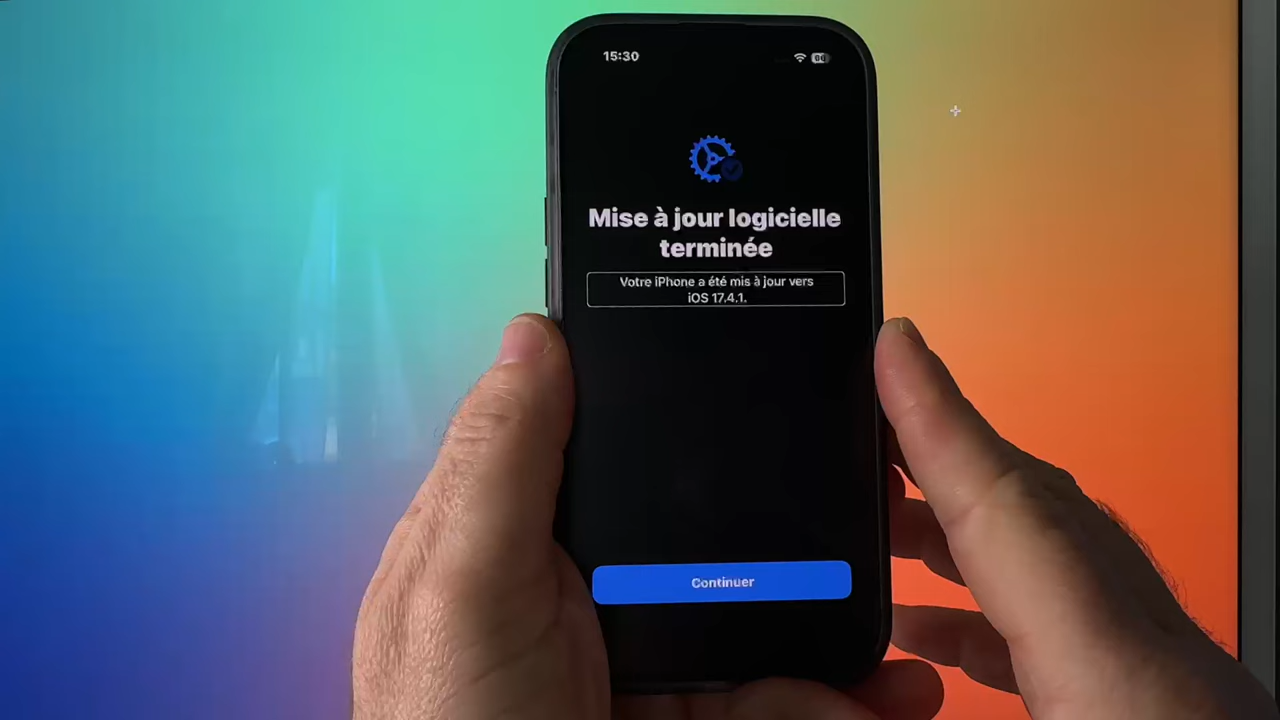 15:30
Mise à jour logicielle
terminée
Votre iPhone a été mis à jour vers
iOS 17.4.1.
Continuer